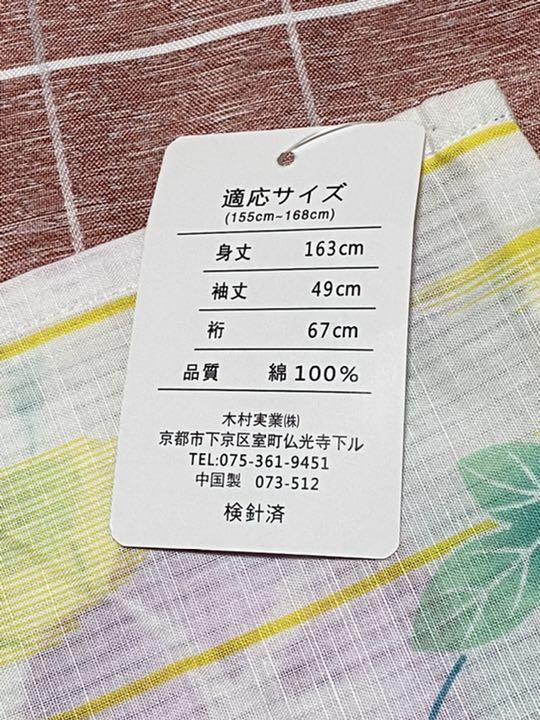 適応サイズ
(155cm~168cm)
身丈 163cm
袖丈 49cm
裄 67cm
品質 綿100%
木村実業㈱
京都市下京区室町仏光寺下ル
TEL:075-361-9451
中国製 073-512
検針済